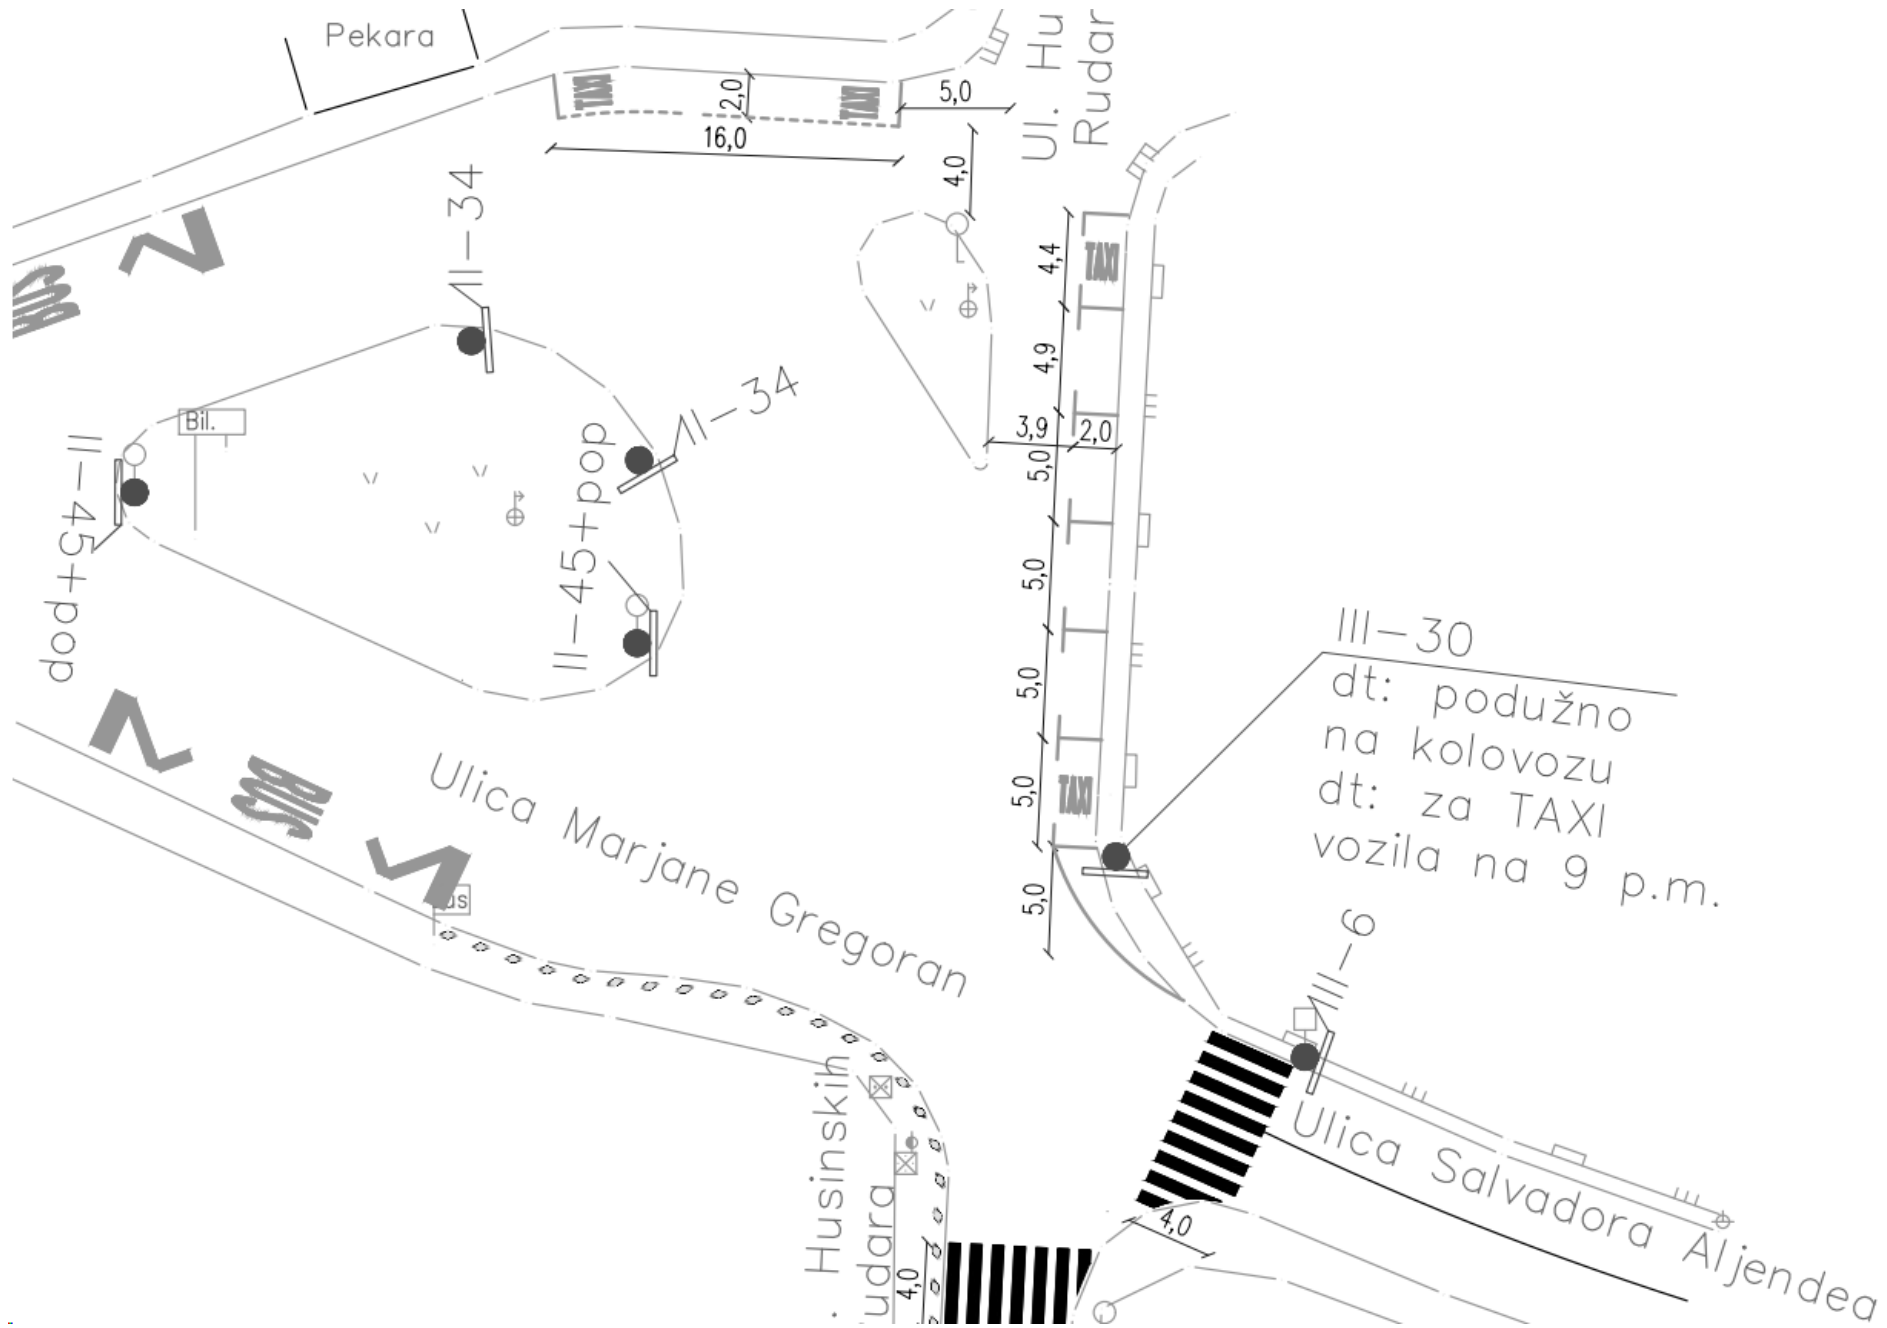 Pekara
Ul. Hu
Rudar
TAXI
TAXI
2,0
5,0
16,0
4,0
II-34
BUS
TAXI
4,4
4,9
II-34
Bil.
II-45+pop
II-45+pop
3,9
2,0
5,0
5,0
5,0
5,0
TAXI
5,0
III-30
dt: podužno
na kolovozu
dt: za TAXI
vozila na 9 p.m.
BUS
Ulica Marjane Gregoran
III-6
Husinskih
udara
4,0
4,0
Ulica Salvadora Aljendea